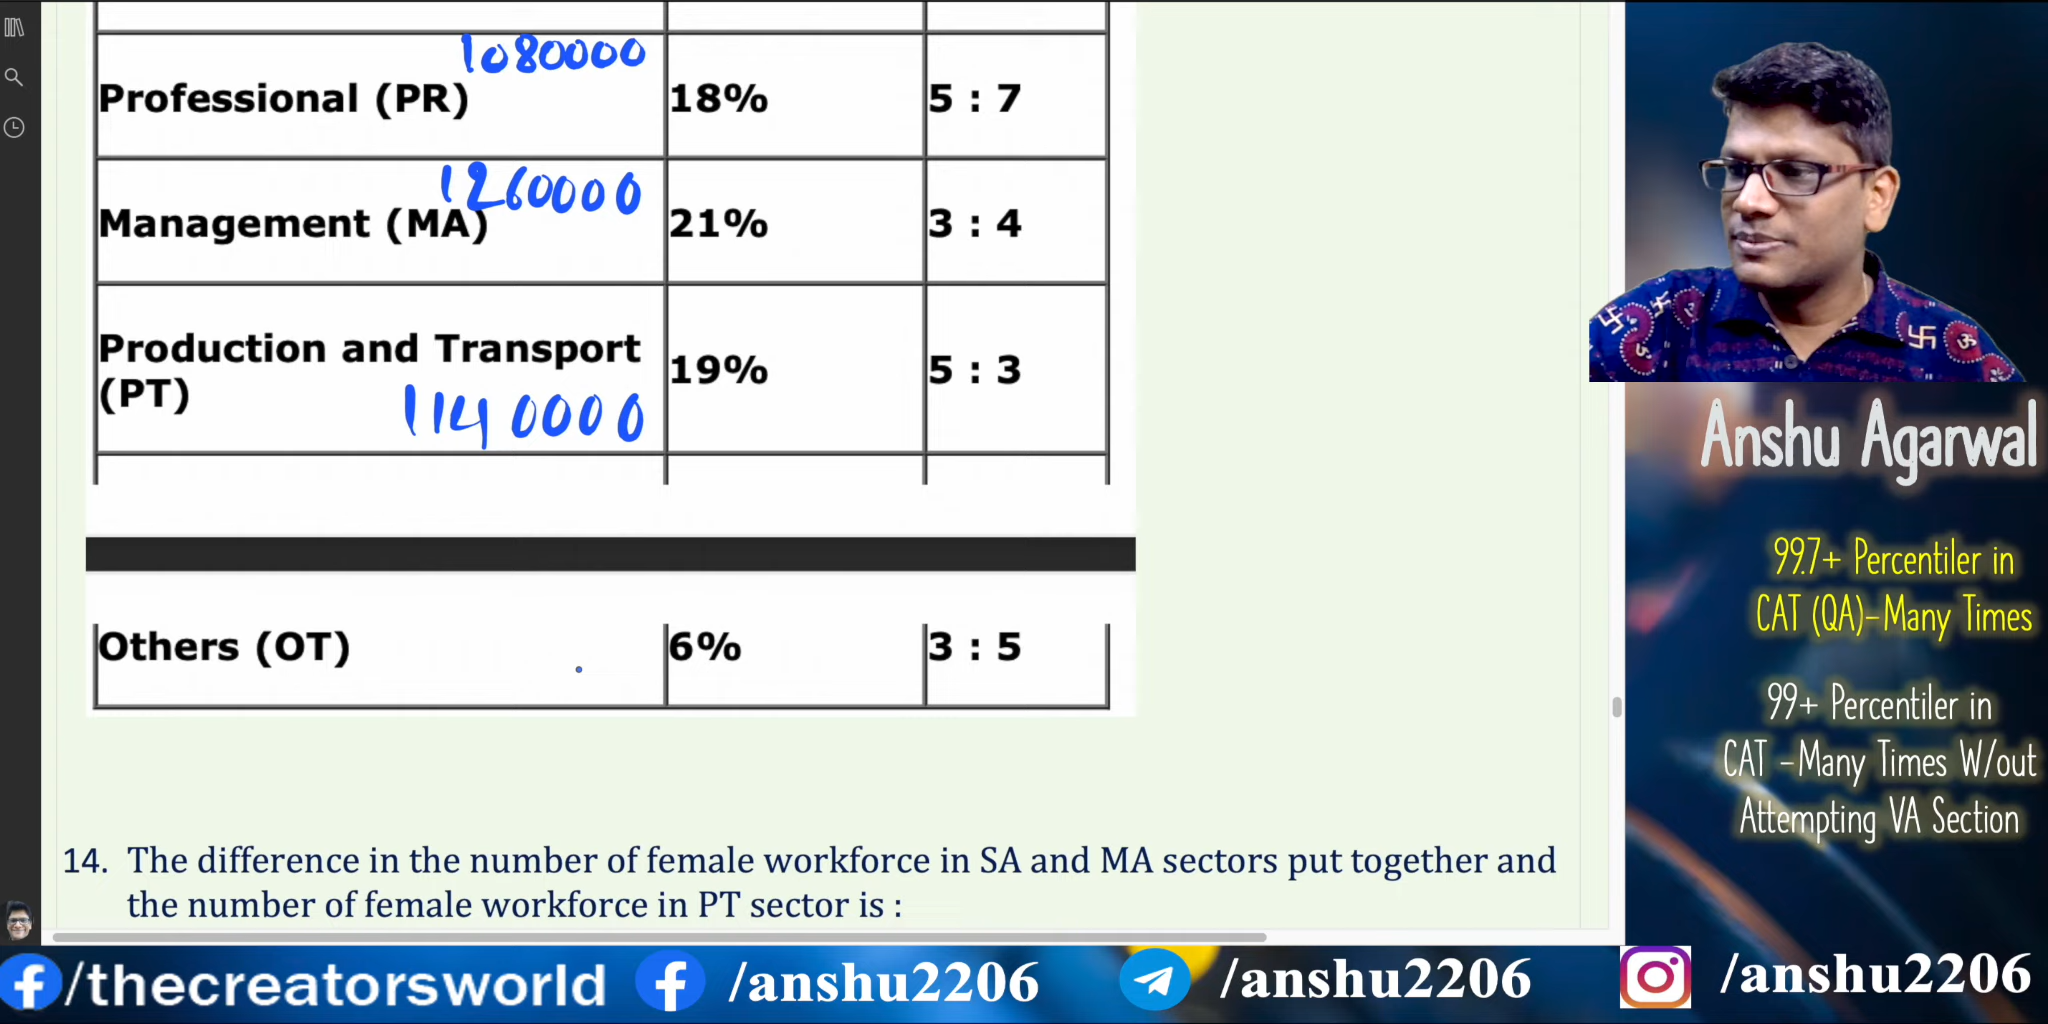 1080000
Professional (PR) 18% 5 : 7
1260000
Management (MA) 21% 3 : 4
Production and Transport
(PT) 19% 5 : 3
1140000
Others (OT) 6% 3 : 5
14. The difference in the number of female workforce in SA and MA sectors put together and
the number of female workforce in PT sector is :
Anshu Agarwal
99.7+ Percentiler in
CAT (QA)-Many Times
99+ Percentiler in
CAT -Many Times W/out
Attempting VA Section
/thecreatorsworld /anshu2206 /anshu2206 /anshu2206